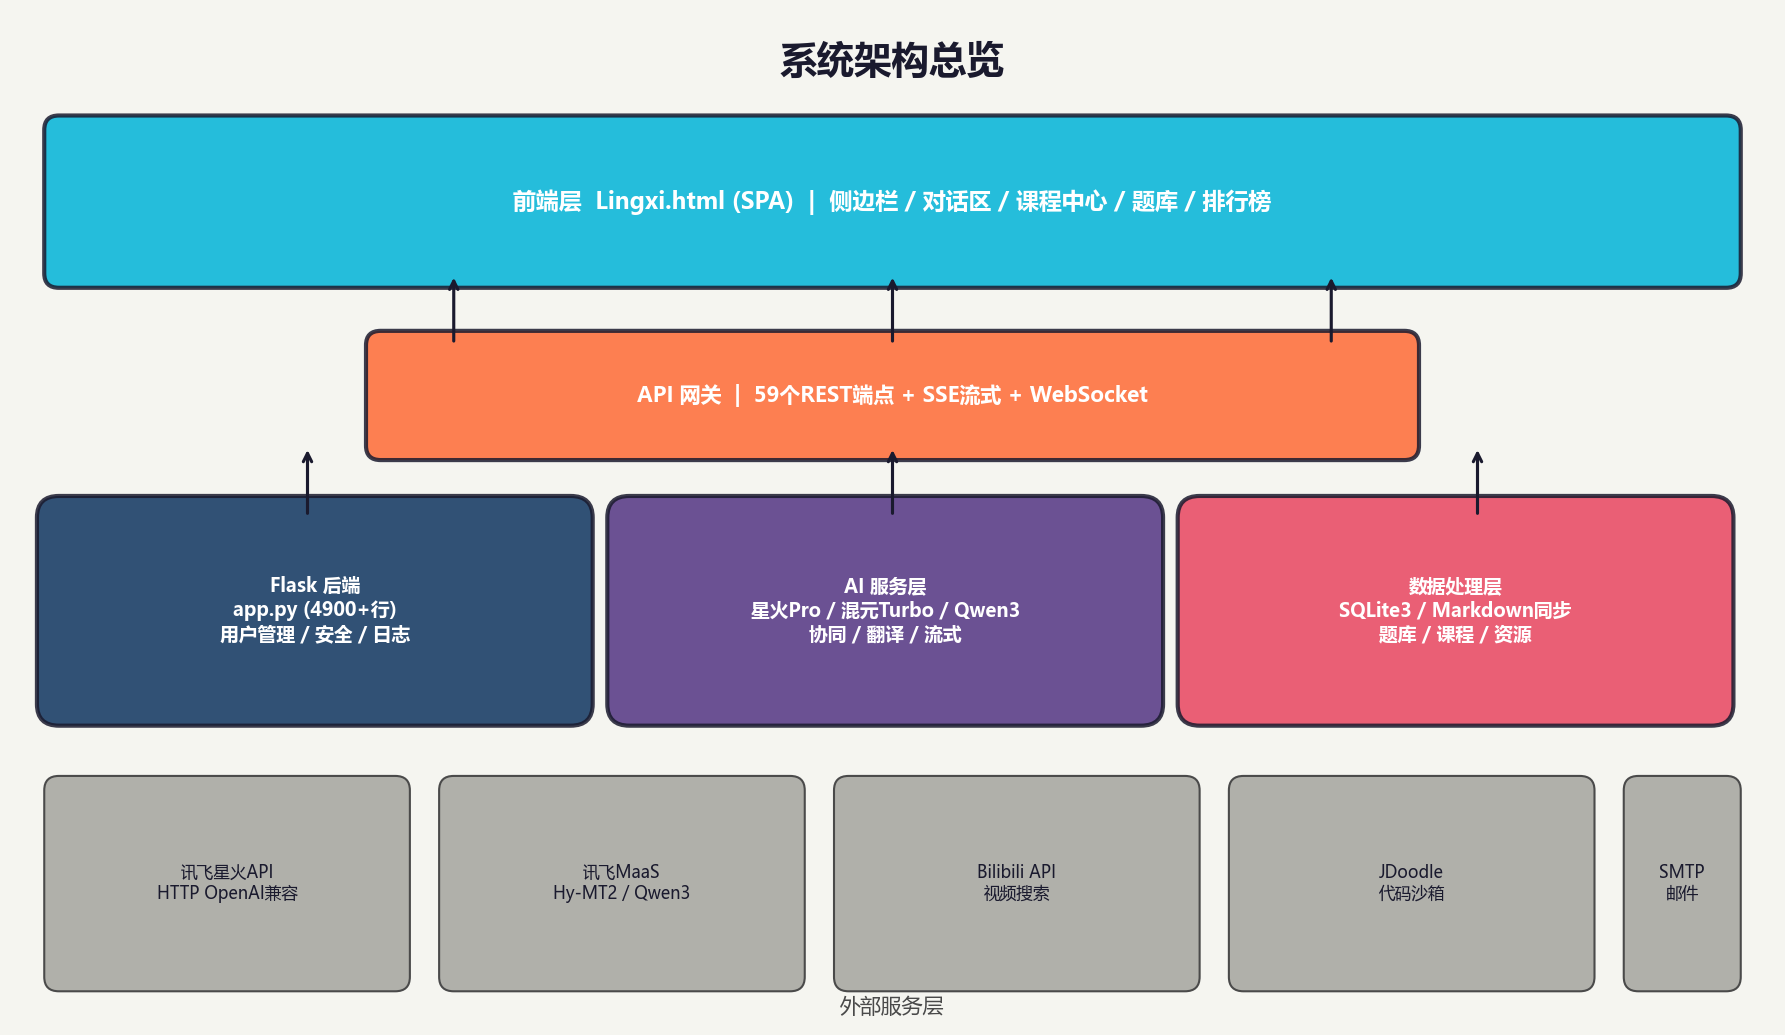 系统架构总览
前端层 Lingxi.html (SPA) | 侧边栏 / 对话区 / 课程中心 / 题库 / 排行榜
API 网关 | 59个REST端点 + SSE流式 + WebSocket
Flask 后端
app.py (4900+行)
用户管理 / 安全 / 日志
AI 服务层
星火Pro / 混元Turbo / Qwen3
协同 / 翻译 / 流式
数据处理层
SQLite3 / Markdown同步
题库 / 课程 / 资源
讯飞星火API
HTTP OpenAI兼容
讯飞MaaS
Hy-MT2 / Qwen3
Bilibili API
视频搜索
JDoodle
代码沙箱
SMTP
邮件
外部服务层